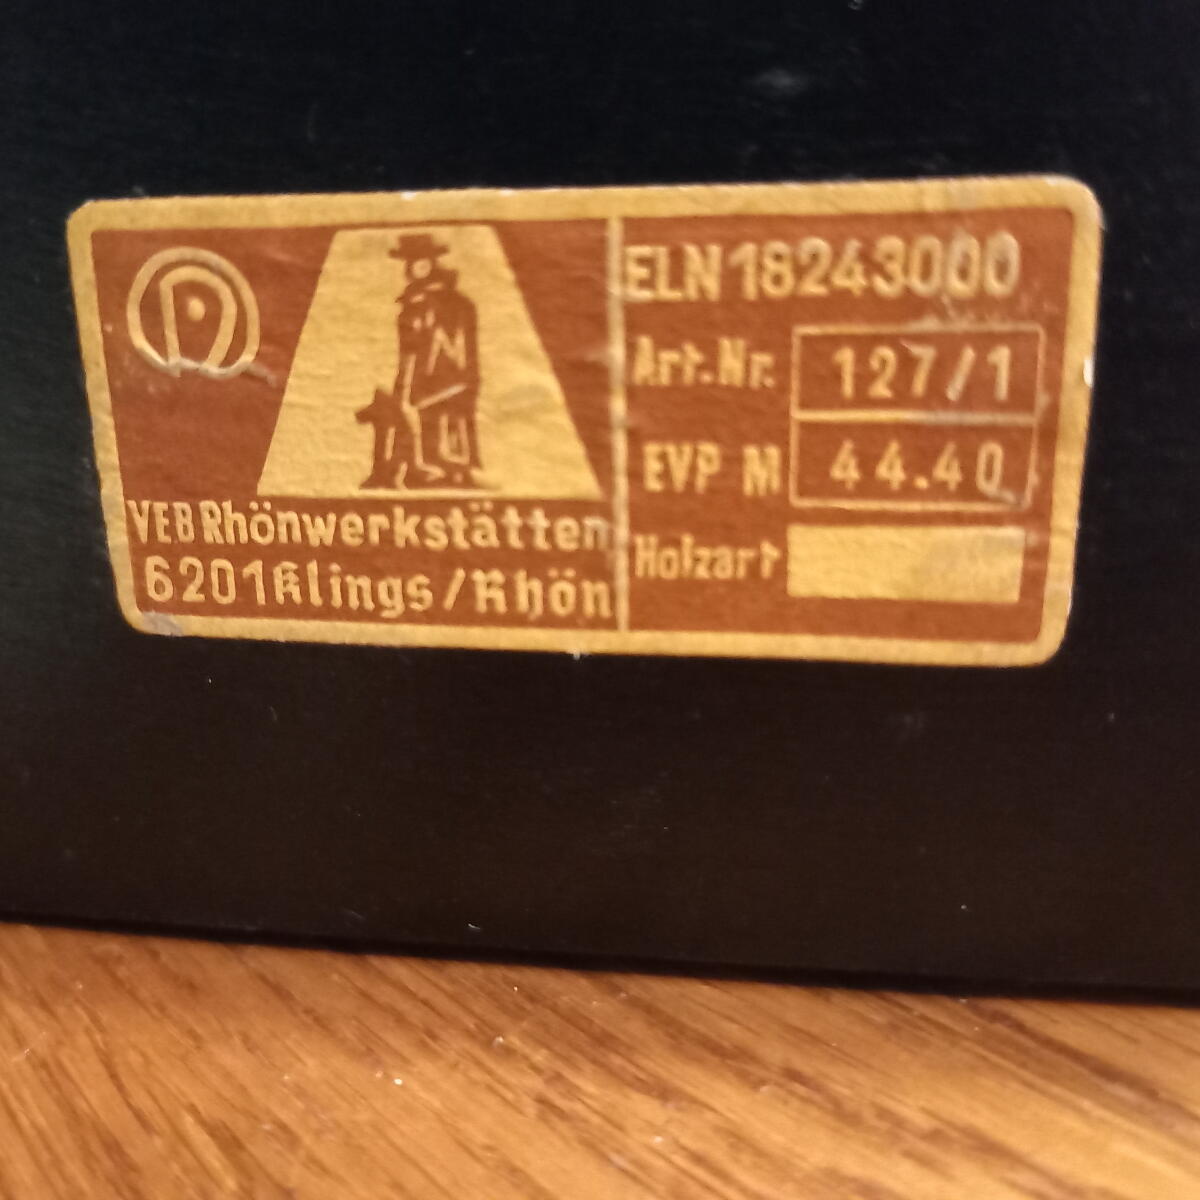 D
VEB Rhönwerkstätten
6201 Klings/Rhön
ELN 18243000
Art.-Nr. 127/1
EVP M 44.40
Holzart